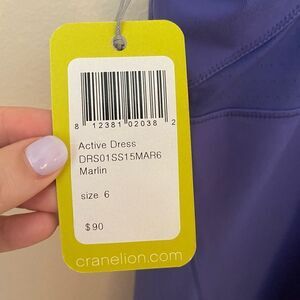 8 12381 02038 2
Active Dress
DRS01SS15MAR6
Marlin
size 6
$90
cranelion.com